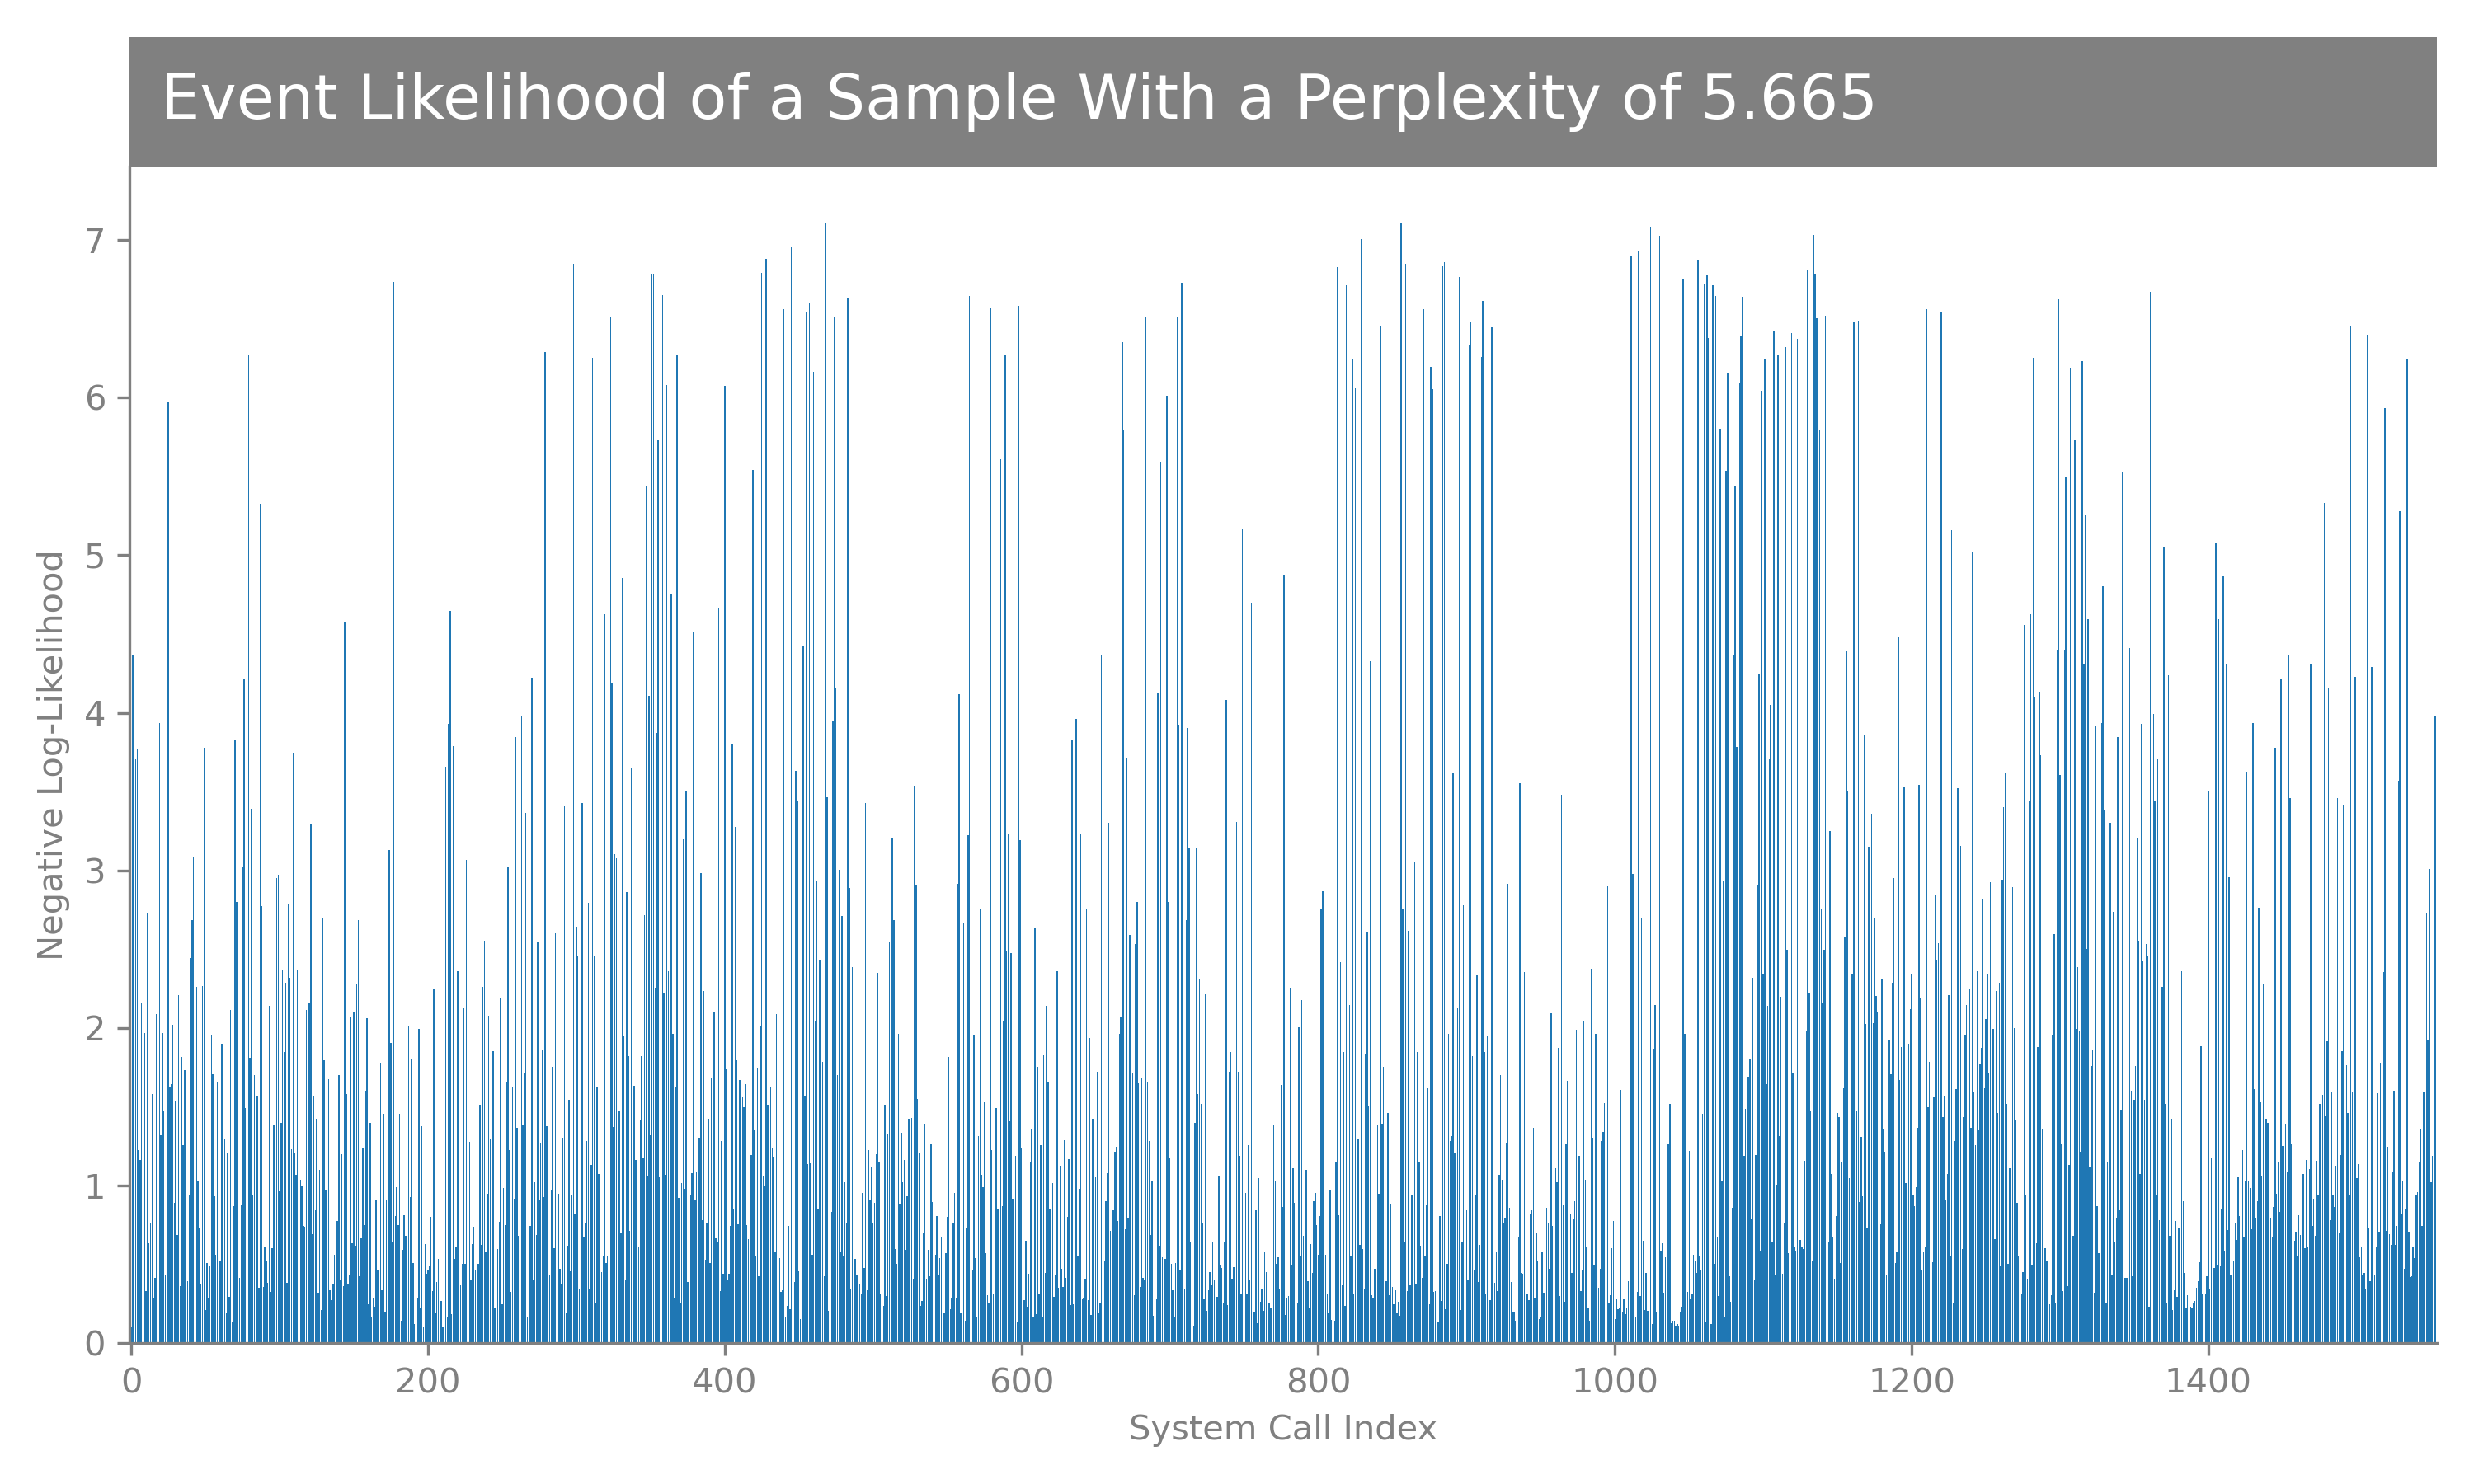 Event Likelihood of a Sample With a Perplexity of 5.665
7
6
5
4
3
2
1
0
Negative Log-Likelihood
0 200 400 600 800 1000 1200 1400
System Call Index